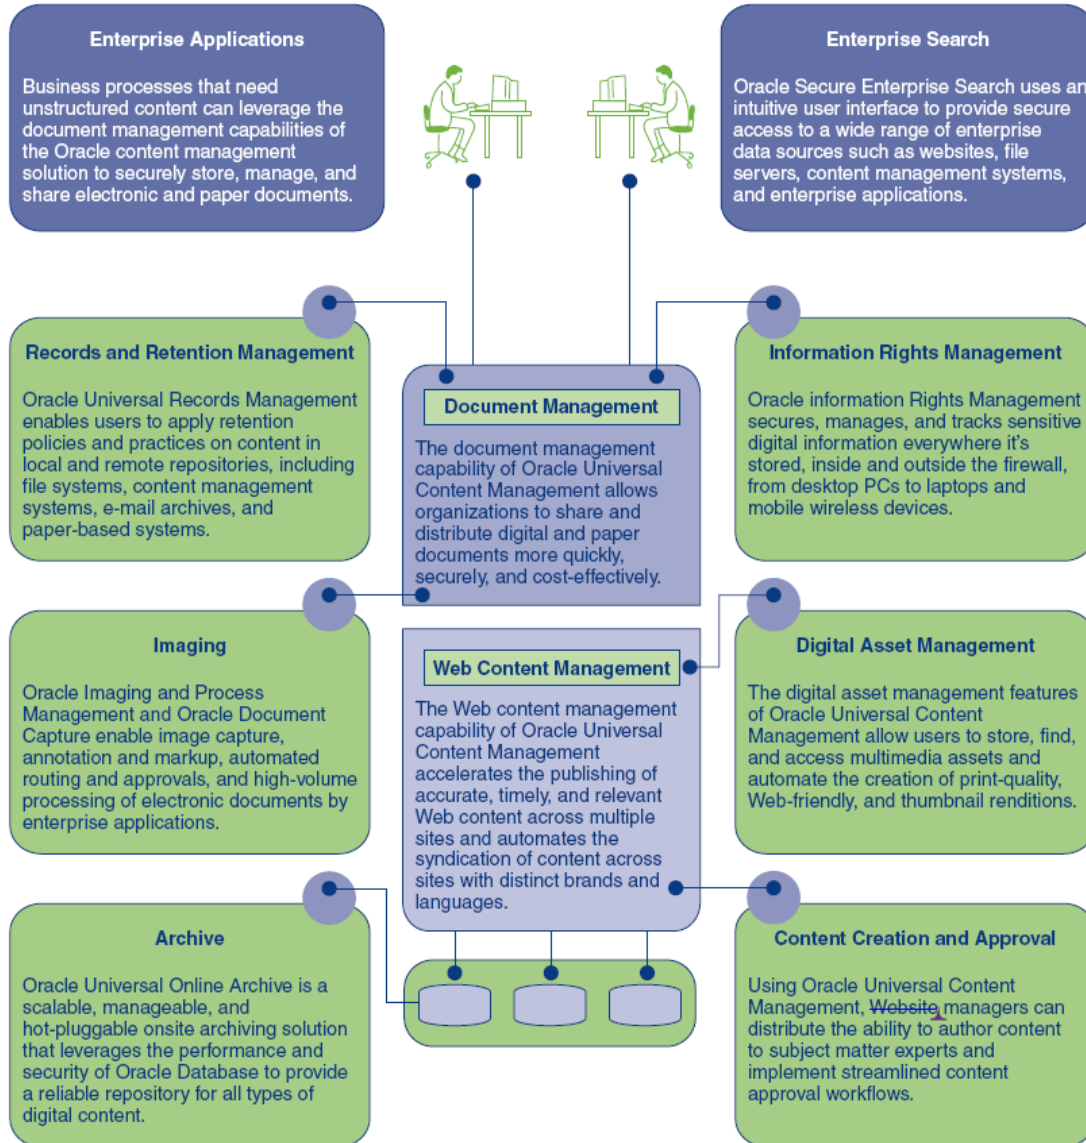 Enterprise Applications
Business processes that need
unstructured content can leverage the
document management capabilities of
the Oracle content management
solution to securely store, manage, and
share electronic and paper documents.
Enterprise Search
Oracle Secure Enterprise Search uses an
intuitive user interface to provide secure
access to a wide range of enterprise
data sources such as websites, file
servers, content management systems,
and enterprise applications.
Records and Retention Management
Oracle Universal Records Management
enables users to apply retention
policies and practices on content in
local and remote repositories, including
file systems, content management
systems, e-mail archives, and
paper-based systems.
Document Management
The document management
capability of Oracle Universal
Content Management allows
organizations to share and
distribute digital and paper
documents more quickly,
securely, and cost-effectively.
Information Rights Management
Oracle information Rights Management
secures, manages, and tracks sensitive
digital information everywhere it's
stored, inside and outside the firewall,
from desktop PCs to laptops and
mobile wireless devices.
Imaging
Oracle Imaging and Process
Management and Oracle Document
Capture enable image capture,
annotation and markup, automated
routing and approvals, and high-volume
processing of electronic documents by
enterprise applications.
Web Content Management
The Web content management
capability of Oracle Universal
Content Management
accelerates the publishing of
accurate, timely, and relevant
Web content across multiple
sites and automates the
syndication of content across
sites with distinct brands and
languages.
Digital Asset Management
The digital asset management features
of Oracle Universal Content
Management allow users to store, find,
and access multimedia assets and
automate the creation of print-quality,
Web-friendly, and thumbnail renditions.
Archive
Oracle Universal Online Archive is a
scalable, manageable, and
hot-pluggable onsite archiving solution
that leverages the performance and
security of Oracle Database to provide
a reliable repository for all types of
digital content.
Content Creation and Approval
Using Oracle Universal Content
Management, Website managers can
distribute the ability to author content
to subject matter experts and
implement streamlined content
approval workflows.